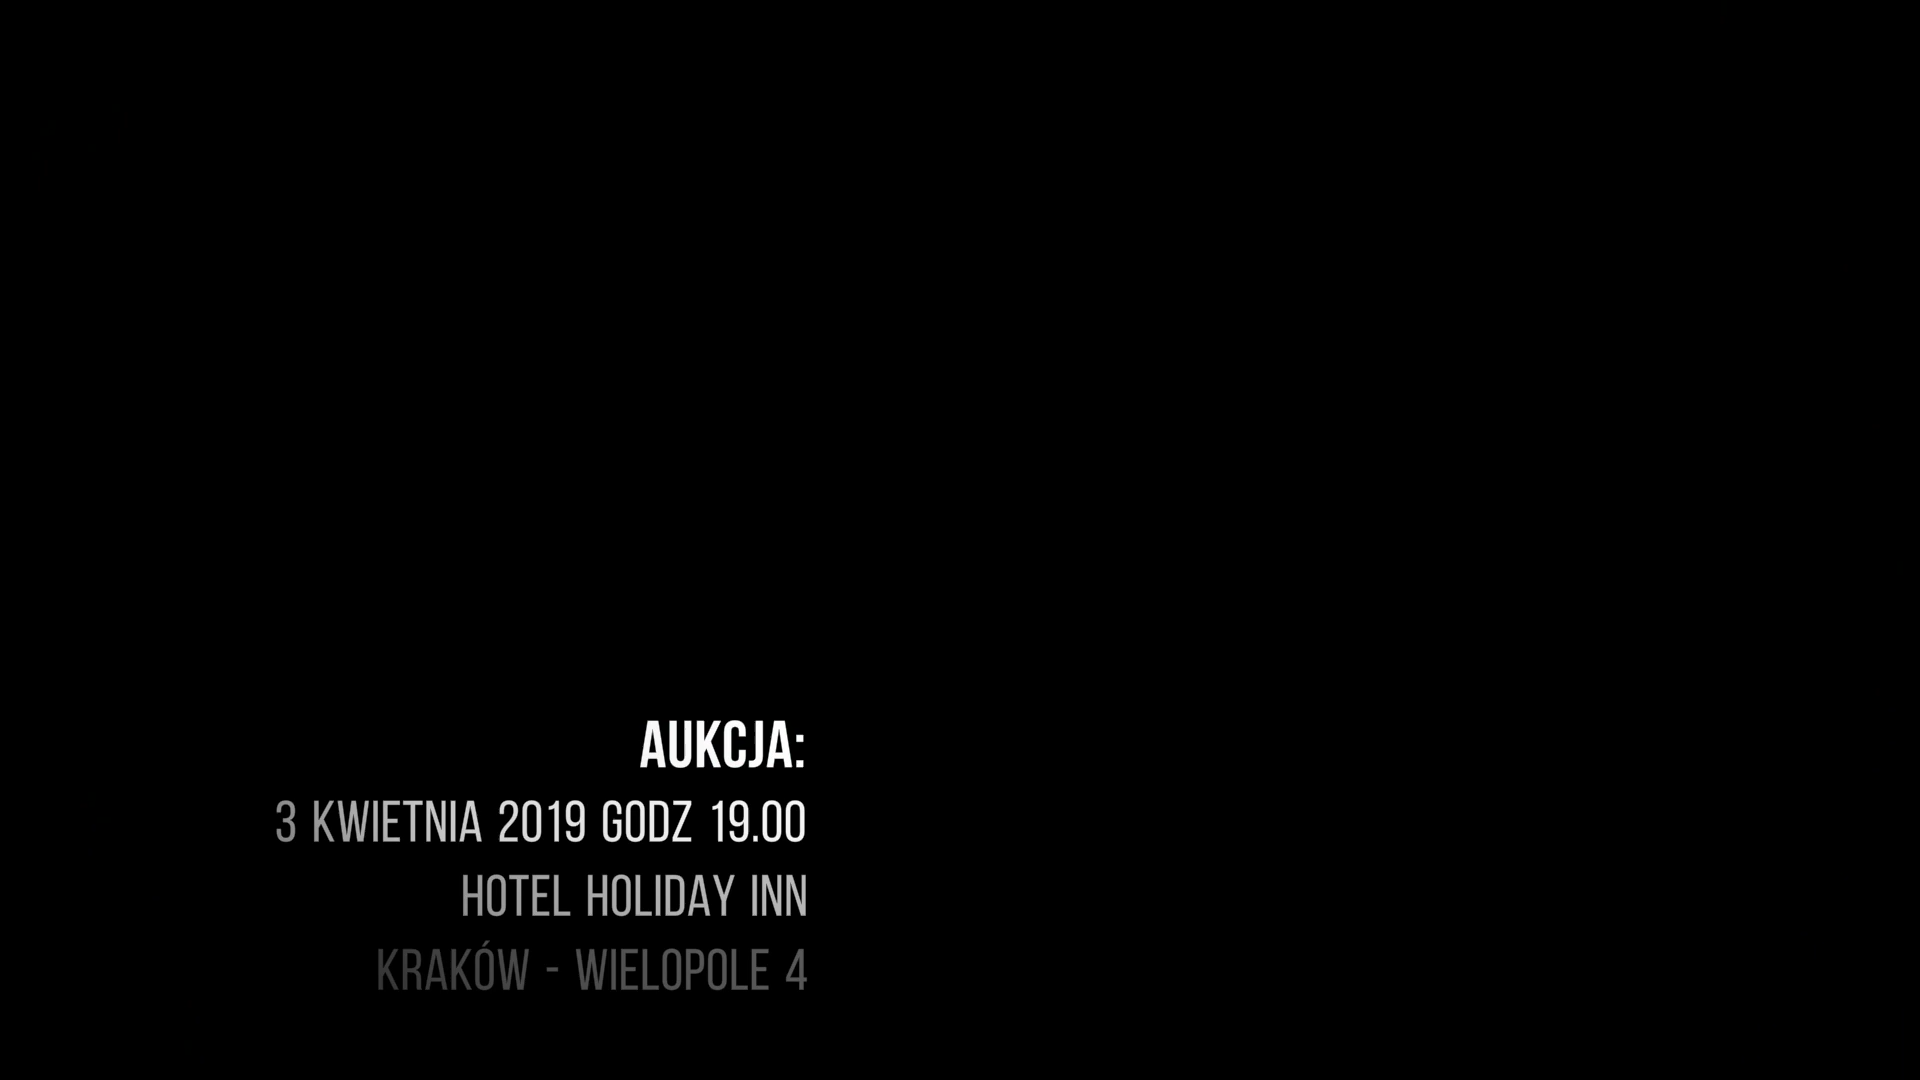 AUKCJA:
3 KWIETNIA 2019 GODZ 19.00
HOTEL HOLIDAY INN
KRAKÓW - WIELOPOLE 4